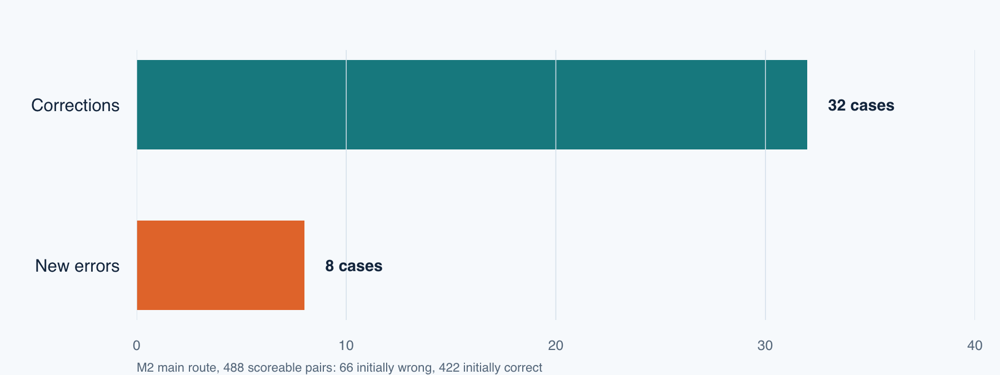 Corrections
32 cases
New errors
8 cases
0 10 20 30 40
M2 main route, 488 scoreable pairs: 66 initially wrong, 422 initially correct